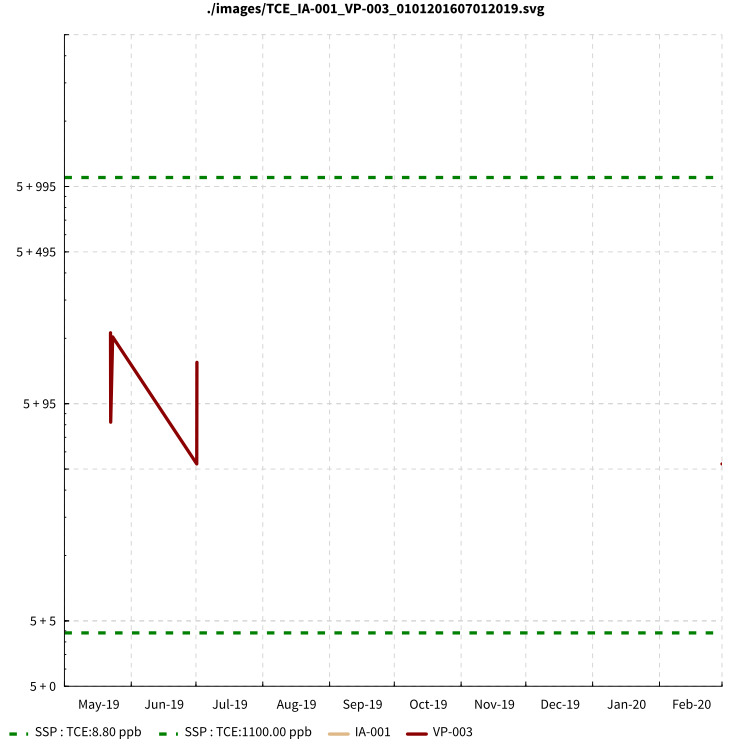 ./images/TCE_IA-001_VP-003_0101201607012019.svg
5 + 995
5 + 495
5 + 95
5 + 5
5 + 0
May-19 Jun-19 Jul-19 Aug-19 Sep-19 Oct-19 Nov-19 Dec-19 Jan-20 Feb-20
SSP : TCE:8.80 ppb SSP : TCE:1100.00 ppb IA-001 VP-003